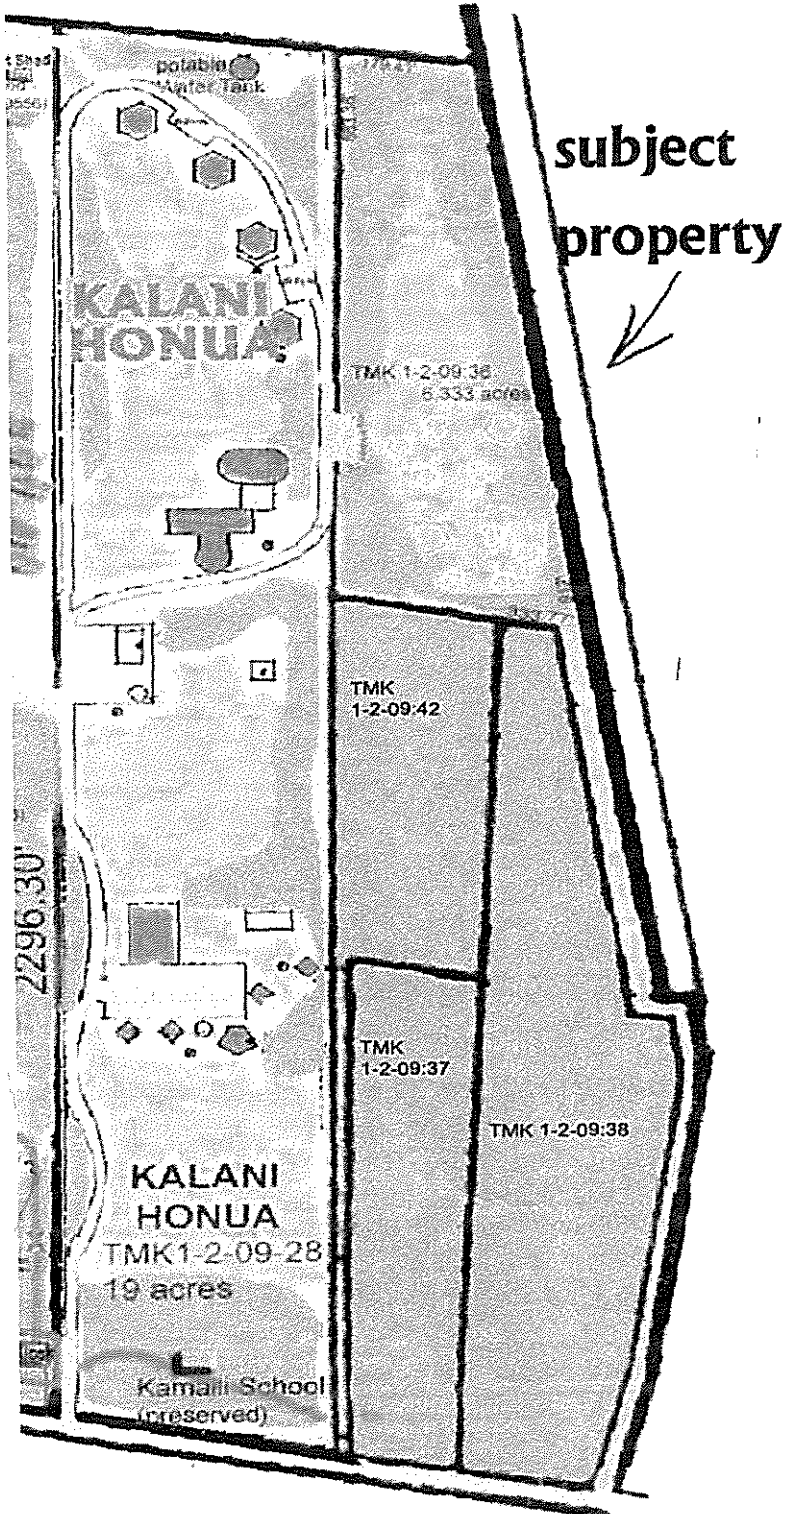 potable
Water Tank
subject
property
KALANI
HONUA
TMK 1-2-09:36
6.333 acres
TMK
1-2-09:42
2296.30'
TMK
1-2-09:37
TMK 1-2-09:38
KALANI
HONUA
TMK1-2-09-28
19 acres
Kamaili School
(preserved)